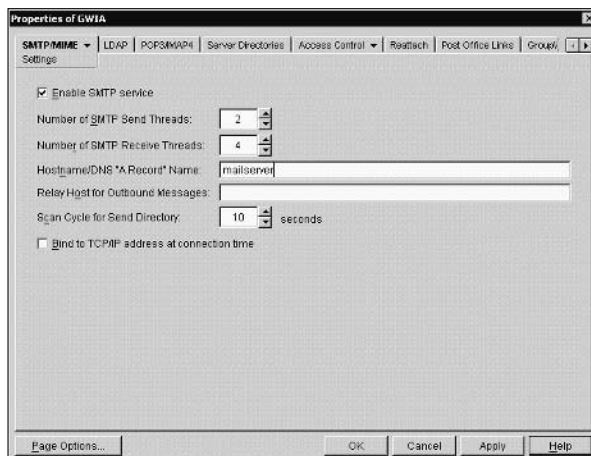 Properties of GWIA
SMTP/MIME LDAP POP3/IMAP4 Server Directories Access Control Reattach Post Office Links GroupW
Settings
Enable SMTP service
Number of SMTP Send Threads: 2
Number of SMTP Receive Threads: 4
Hostname/DNS "A Record" Name: mailserver
Relay Host for Outbound Messages:
Scan Cycle for Send Directory: 10 seconds
Bind to TCP/IP address at connection time
Page Options... OK Cancel Apply Help